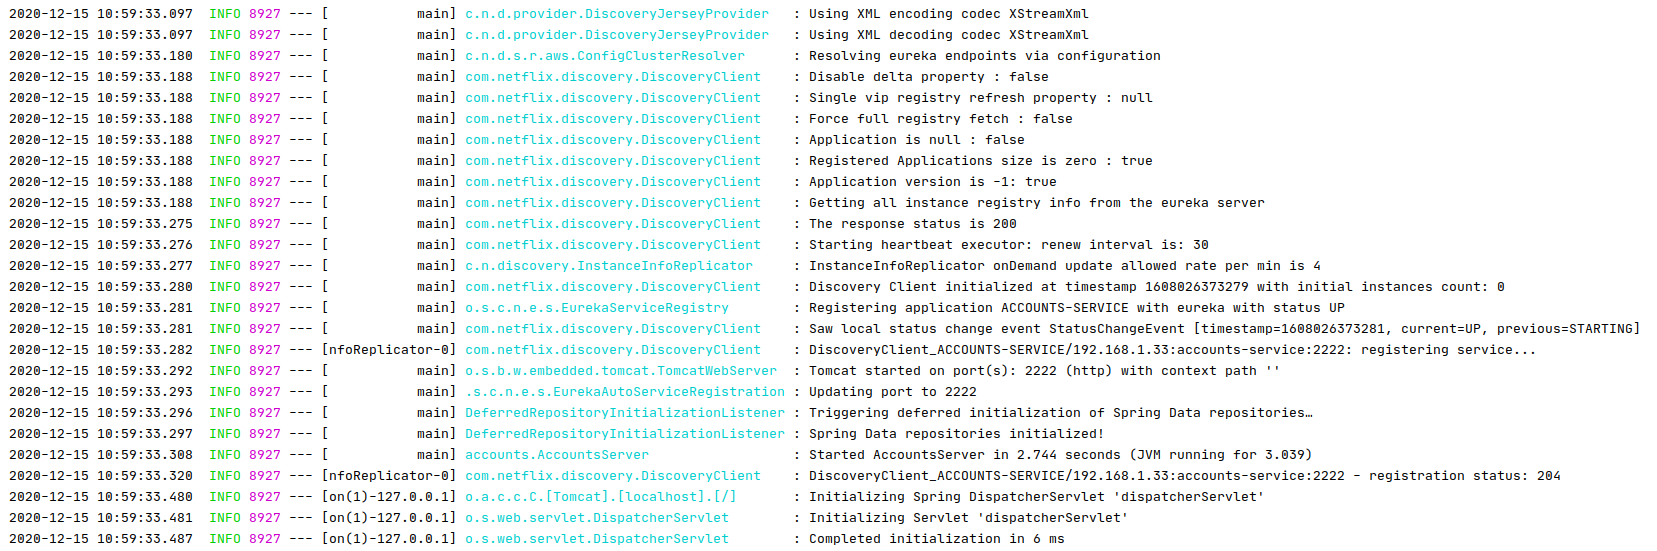 2020-12-15 10:59:33.097  INFO 8927 --- [           main] c.n.d.provider.DiscoveryJerseyProvider   : Using XML encoding codec XStreamXml
2020-12-15 10:59:33.097  INFO 8927 --- [           main] c.n.d.provider.DiscoveryJerseyProvider   : Using XML decoding codec XStreamXml
2020-12-15 10:59:33.180  INFO 8927 --- [           main] c.n.d.s.r.aws.ConfigClusterResolver      : Resolving eureka endpoints via configuration
2020-12-15 10:59:33.188  INFO 8927 --- [           main] com.netflix.discovery.DiscoveryClient    : Disable delta property : false
2020-12-15 10:59:33.188  INFO 8927 --- [           main] com.netflix.discovery.DiscoveryClient    : Single vip registry refresh property : null
2020-12-15 10:59:33.188  INFO 8927 --- [           main] com.netflix.discovery.DiscoveryClient    : Force full registry fetch : false
2020-12-15 10:59:33.188  INFO 8927 --- [           main] com.netflix.discovery.DiscoveryClient    : Application is null : false
2020-12-15 10:59:33.188  INFO 8927 --- [           main] com.netflix.discovery.DiscoveryClient    : Registered Applications size is zero : true
2020-12-15 10:59:33.188  INFO 8927 --- [           main] com.netflix.discovery.DiscoveryClient    : Application version is -1: true
2020-12-15 10:59:33.188  INFO 8927 --- [           main] com.netflix.discovery.DiscoveryClient    : Getting all instance registry info from the eureka server
2020-12-15 10:59:33.275  INFO 8927 --- [           main] com.netflix.discovery.DiscoveryClient    : The response status is 200
2020-12-15 10:59:33.276  INFO 8927 --- [           main] com.netflix.discovery.DiscoveryClient    : Starting heartbeat executor: renew interval is: 30
2020-12-15 10:59:33.277  INFO 8927 --- [           main] c.n.discovery.InstanceInfoReplicator     : InstanceInfoReplicator onDemand update allowed rate per min is 4
2020-12-15 10:59:33.280  INFO 8927 --- [           main] com.netflix.discovery.DiscoveryClient    : Discovery Client initialized at timestamp 1608026373279 with initial instances count: 0
2020-12-15 10:59:33.281  INFO 8927 --- [           main] o.s.c.n.e.s.EurekaServiceRegistry        : Registering application ACCOUNTS-SERVICE with eureka with status UP
2020-12-15 10:59:33.281  INFO 8927 --- [           main] com.netflix.discovery.DiscoveryClient    : Saw local status change event StatusChangeEvent [timestamp=1608026373281, current=UP, previous=STARTING]
2020-12-15 10:59:33.282  INFO 8927 --- [nfoReplicator-0] com.netflix.discovery.DiscoveryClient    : DiscoveryClient_ACCOUNTS-SERVICE/192.168.1.33:accounts-service:2222: registering service...
2020-12-15 10:59:33.292  INFO 8927 --- [           main] o.s.b.w.embedded.tomcat.TomcatWebServer  : Tomcat started on port(s): 2222 (http) with context path ''
2020-12-15 10:59:33.293  INFO 8927 --- [           main] .s.c.n.e.s.EurekaAutoServiceRegistration : Updating port to 2222
2020-12-15 10:59:33.296  INFO 8927 --- [           main] DeferredRepositoryInitializationListener : Triggering deferred initialization of Spring Data repositories…
2020-12-15 10:59:33.297  INFO 8927 --- [           main] DeferredRepositoryInitializationListener : Spring Data repositories initialized!
2020-12-15 10:59:33.308  INFO 8927 --- [           main] accounts.AccountsServer                  : Started AccountsServer in 2.744 seconds (JVM running for 3.039)
2020-12-15 10:59:33.320  INFO 8927 --- [nfoReplicator-0] com.netflix.discovery.DiscoveryClient    : DiscoveryClient_ACCOUNTS-SERVICE/192.168.1.33:accounts-service:2222 - registration status: 204
2020-12-15 10:59:33.480  INFO 8927 --- [on(1)-127.0.0.1] o.a.c.c.C.[Tomcat].[localhost].[/]       : Initializing Spring DispatcherServlet 'dispatcherServlet'
2020-12-15 10:59:33.481  INFO 8927 --- [on(1)-127.0.0.1] o.s.web.servlet.DispatcherServlet        : Initializing Servlet 'dispatcherServlet'
2020-12-15 10:59:33.487  INFO 8927 --- [on(1)-127.0.0.1] o.s.web.servlet.DispatcherServlet        : Completed initialization in 6 ms